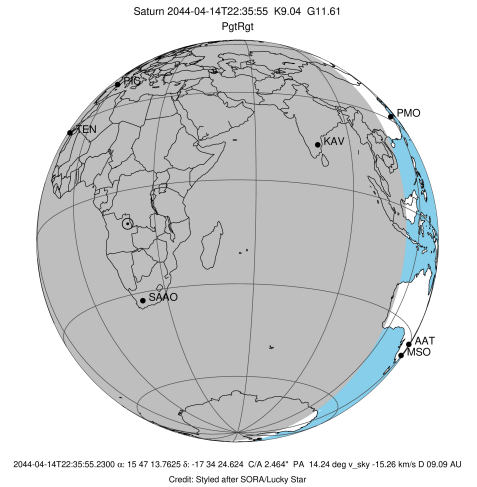 Saturn 2044-04-14T22:35:55 K9.04 G11.61
PgtRgt
PIC
TEN
PMO
KAV
SAAO
AAT
MSO
2044-04-14T22:35:55.2300 α: 15 47 13.7625 δ: -17 34 24.624 C/A 2.464" PA 14.24 deg v_sky -15.26 km/s D 09.09 AU
Credit: Styled after SORA/Lucky Star